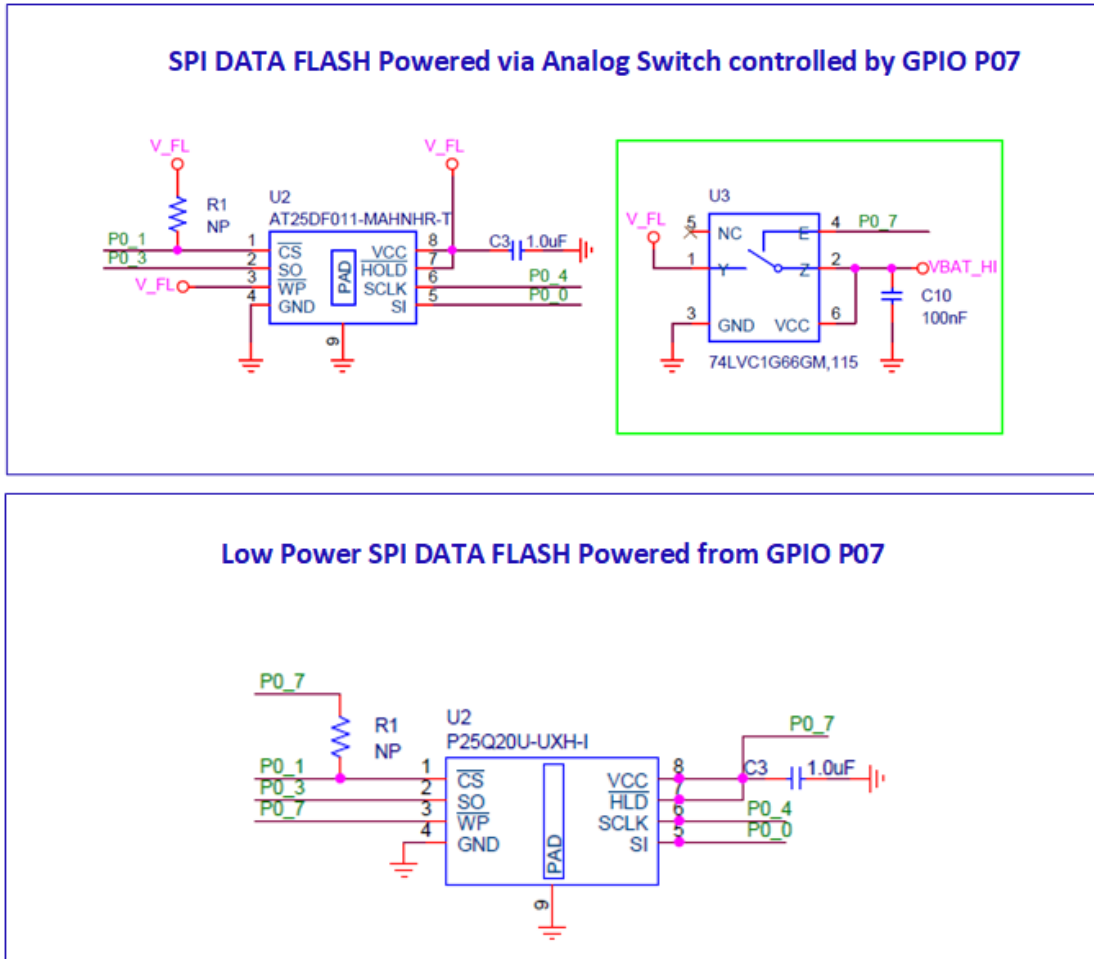 SPI DATA FLASH Powered via Analog Switch controlled by GPIO P07
V_FL
V_FL
R1
NP
U2
AT25DF011-MAHNHR-T
P0_1
P0_3
V_FL
1
2
3
4
CS
SO
WP
GND
PAD
VCC
HOLD
SCLK
SI
8
7
6
5
9
C3
1.0uF
P0_4
P0_0
U3
V_FL
5
NC
E
4
P0_7
1
Y
Z
2
VBAT_HI
C10
100nF
3
GND
VCC
6
74LVC1G66GM,115
Low Power SPI DATA FLASH Powered from GPIO P07
P0_7
R1
NP
U2
P25Q20U-UXH-I
P0_1
P0_3
P0_7
1
2
3
4
CS
SO
WP
GND
PAD
VCC
HLD
SCLK
SI
8
7
6
5
9
P0_7
C3
1.0uF
P0_4
P0_0